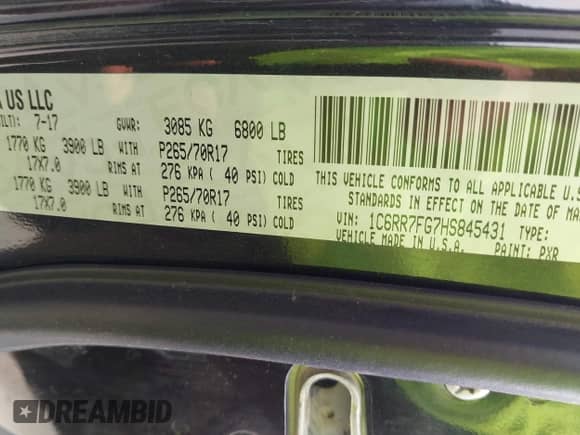 A US LLC
ILT): 7-17 GVWR: 3085 KG 6800 LB
1770 KG 3900 LB WITH P265/70R17 TIRES
17X7.0 RIMS AT 276 KPA ( 40 PSI) COLD
1770 KG 3900 LB WITH P265/70R17 TIRES
17X7.0 RIMS AT 276 KPA ( 40 PSI) COLD
THIS VEHICLE CONFORMS TO ALL APPLICABLE U.S
STANDARDS IN EFFECT ON THE DATE OF MA
VIN: 1C6RR7FG7HS845431 TYPE:
VEHICLE MADE IN U.S.A. PAINT: PXR
DREAMBID